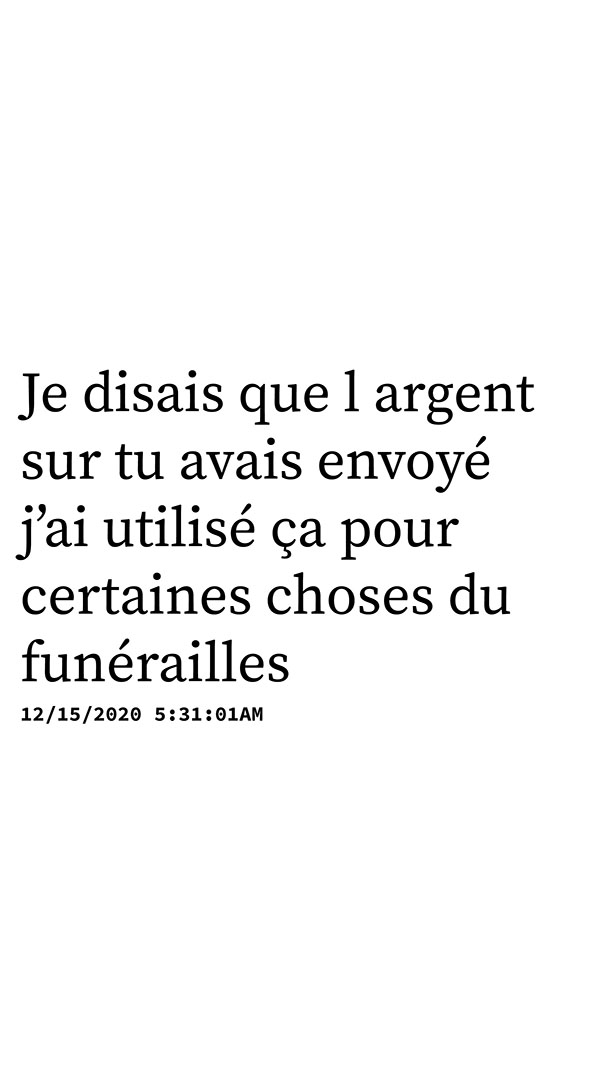 Je disais que l argent
sur tu avais envoyé
j’ai utilisé ça pour
certaines choses du
funérailles
12/15/2020 5:31:01AM